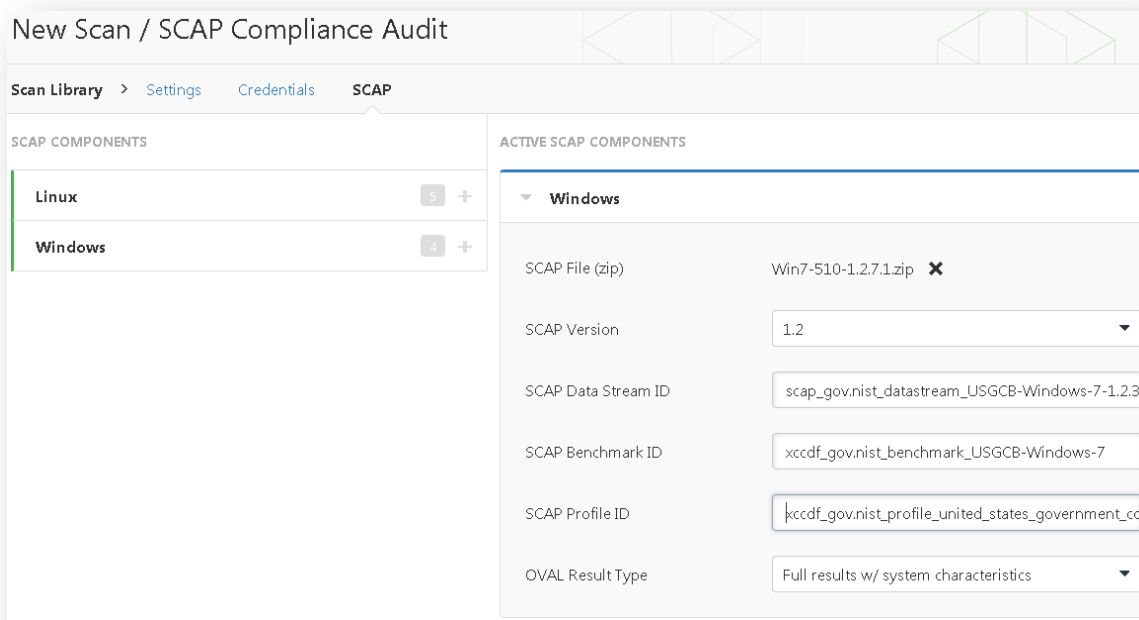 New Scan / SCAP Compliance Audit
Scan Library > Settings Credentials SCAP
SCAP COMPONENTS
Linux 5 +
Windows 4 +
ACTIVE SCAP COMPONENTS
Windows
SCAP File (zip) Win7-510-1.2.7.1.zip ✖
SCAP Version 1.2
SCAP Data Stream ID scap_gov.nist_datastream_USGCB-Windows-7-1.2.3
SCAP Benchmark ID xccdf_gov.nist_benchmark_USGCB-Windows-7
SCAP Profile ID xccdf_gov.nist_profile_united_states_government_co
OVAL Result Type Full results w/ system characteristics